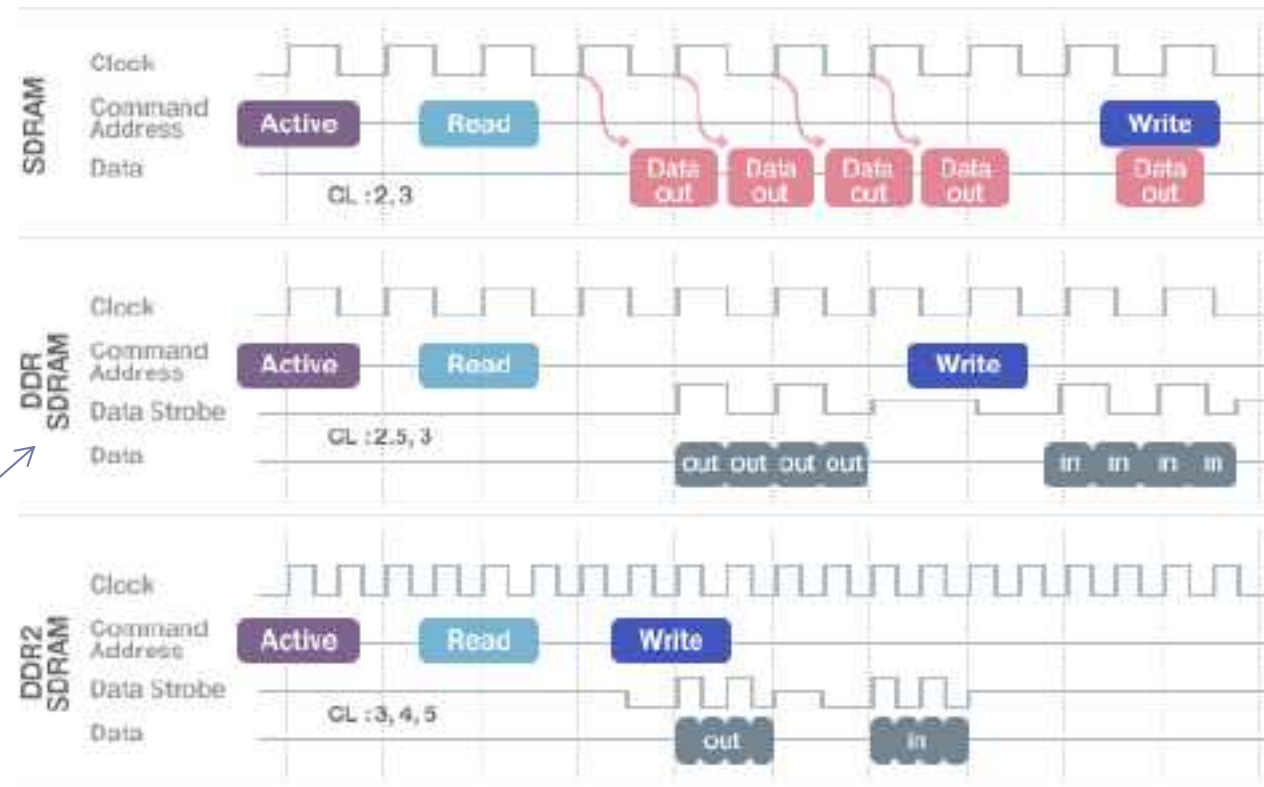 SDRAM
Clock
Command
Address
Active
Read
Write
Data
Data
out
Data
out
Data
out
Data
out
Data
out
CL : 2, 3
DDR
SDRAM
Clock
Command
Address
Active
Read
Write
Data Strobe
CL : 2.5, 3
Data
out out out out
in in in in
DDR2
SDRAM
Clock
Command
Address
Active
Read
Write
Data Strobe
CL : 3, 4, 5
Data
out
in